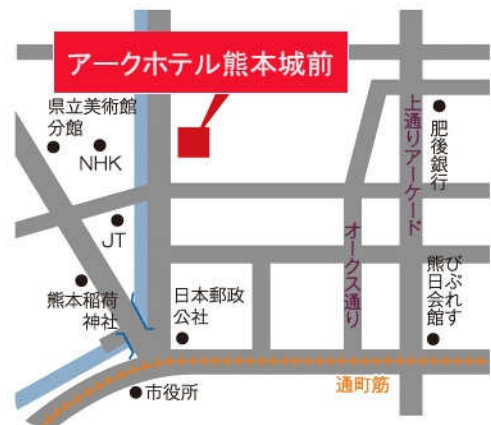 アークホテル熊本城前
県立美術館
分館
NHK
JT
熊本稲荷
神社
日本郵政
公社
市役所
通町筋
オークス通り
上通りアーケード
肥後銀行
びぷれす
熊日会館